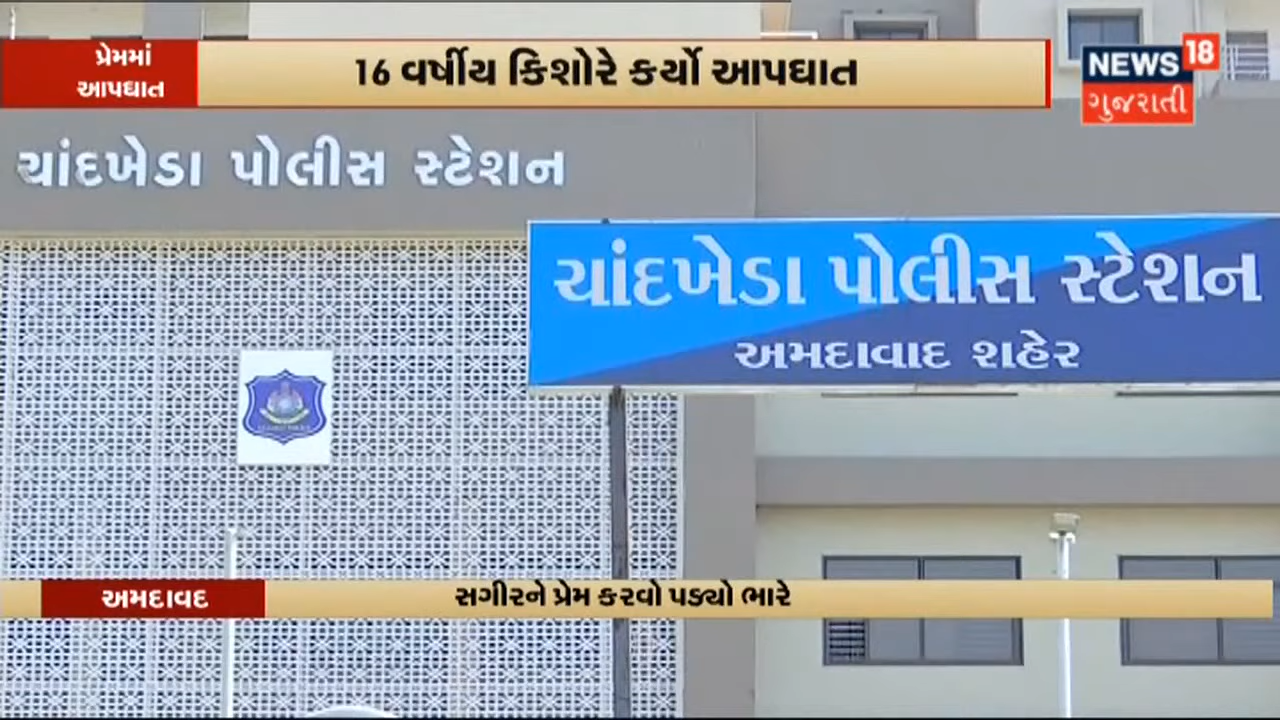 પ્રેમમાં
આપઘાત
16 વર્ષીય કિશોરે કર્યો આપઘાત
NEWS 18
ગુજરાતી
ચાંદખેડા પોલીસ સ્ટેશન
ચાંદખેડા પોલીસ સ્ટેશન
અમદાવાદ શહેર
અમદાવદ
સગીરને પ્રેમ કરવો પડ્યો ભારે